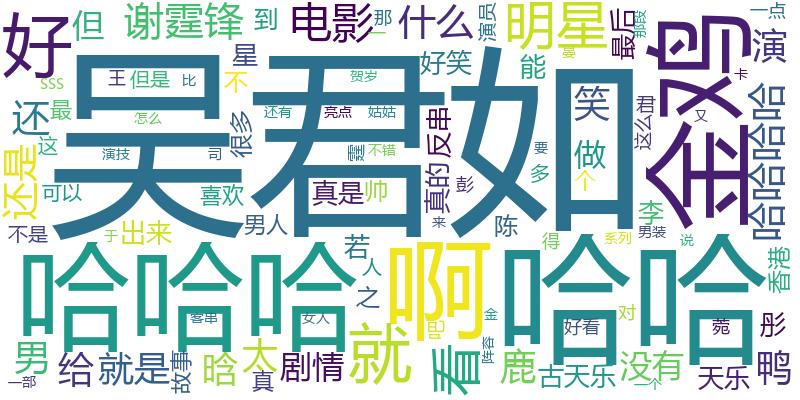 好
但
谢霆锋
到
电影
那
一
什么
演员
明星
最后
那段
金鸡
演
一点
卡
又
吴君如
哈哈哈
哈哈
哈哈哈哈
啊
还
sss
最
王
但是
比
星
不
贺岁
好笑
能
笑
做
个
这么
还是
这
怎么
很多
还有
亮点
姑姑
反串
真的
可以
演技
司
霆
不错
喜欢
真是
帅
彭
来
要
多
不是
于
出来
男人
若
人
之
陈
得
系列
男装
说
李
香港
男
给
就是
故事
客串
女人
晗
太
真
剧情
就
看
金
阵容
鹿
好看
古天乐
对
没有
一个
菀
天乐
彤
鸭
一部